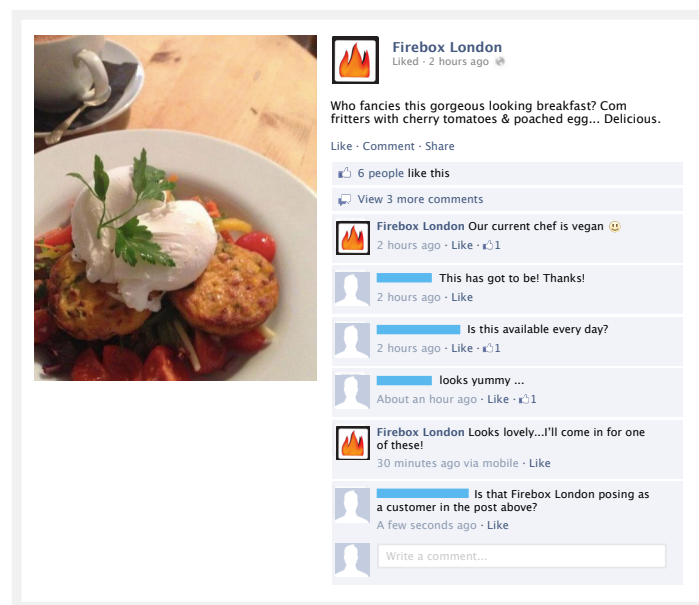 Firebox London
Liked · 2 hours ago
Who fancies this gorgeous looking breakfast? Corn
fritters with cherry tomatoes & poached egg... Delicious.
Like · Comment · Share
6 people like this
View 3 more comments
Firebox London Our current chef is vegan
2 hours ago · Like · 1
This has got to be! Thanks!
2 hours ago · Like
Is this available every day?
2 hours ago · Like · 1
looks yummy ...
About an hour ago · Like · 1
Firebox London Looks lovely...I'll come in for one
of these!
30 minutes ago via mobile · Like
Is that Firebox London posing as
a customer in the post above?
A few seconds ago · Like
Write a comment...